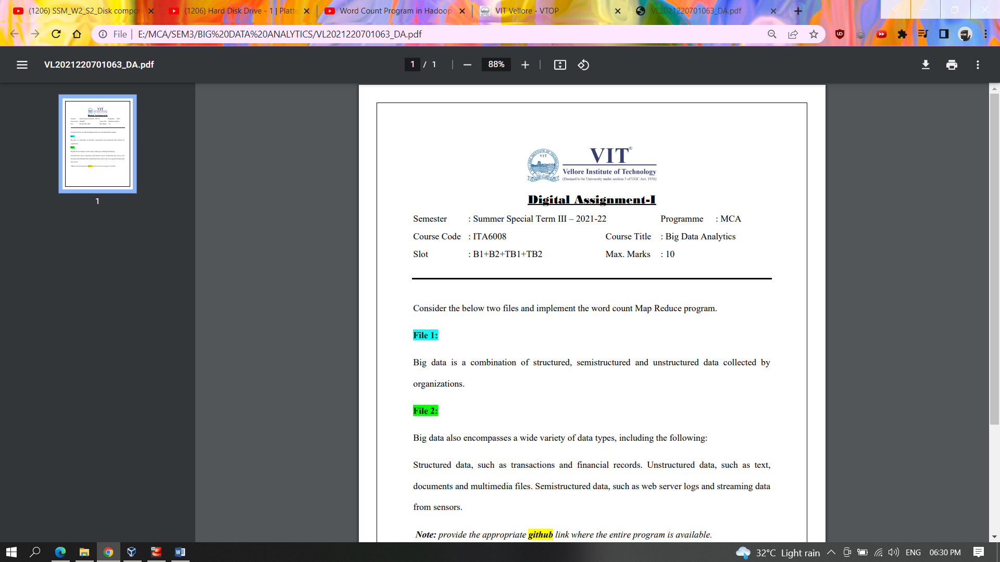 (1206) SSM_W2_S2_Disk compon
(1206) Hard Disk Drive - 1 | Platte
Word Count Program in Hadoop
VIT Vellore - VTOP
VL2021220701063_DA.pdf
File
E:/MCA/SEM3/BIG%20DATA%20ANALYTICS/VL2021220701063_DA.pdf
VL2021220701063_DA.pdf
1 / 1
88%
1
VIT
VELLORE INSTITUTE OF TECHNOLOGY
VIT®
Vellore Institute of Technology
(Deemed to be University under section 3 of UGC Act, 1956)
Digital Assignment-I
Semester : Summer Special Term III – 2021-22 Programme : MCA
Course Code : ITA6008 Course Title : Big Data Analytics
Slot : B1+B2+TB1+TB2 Max. Marks : 10
Consider the below two files and implement the word count Map Reduce program.
File 1:
Big data is a combination of structured, semistructured and unstructured data collected by
organizations.
File 2:
Big data also encompasses a wide variety of data types, including the following:
Structured data, such as transactions and financial records. Unstructured data, such as text,
documents and multimedia files. Semistructured data, such as web server logs and streaming data
from sensors.
Note: provide the appropriate github link where the entire program is available.
32°C Light rain
ENG
06:30 PM